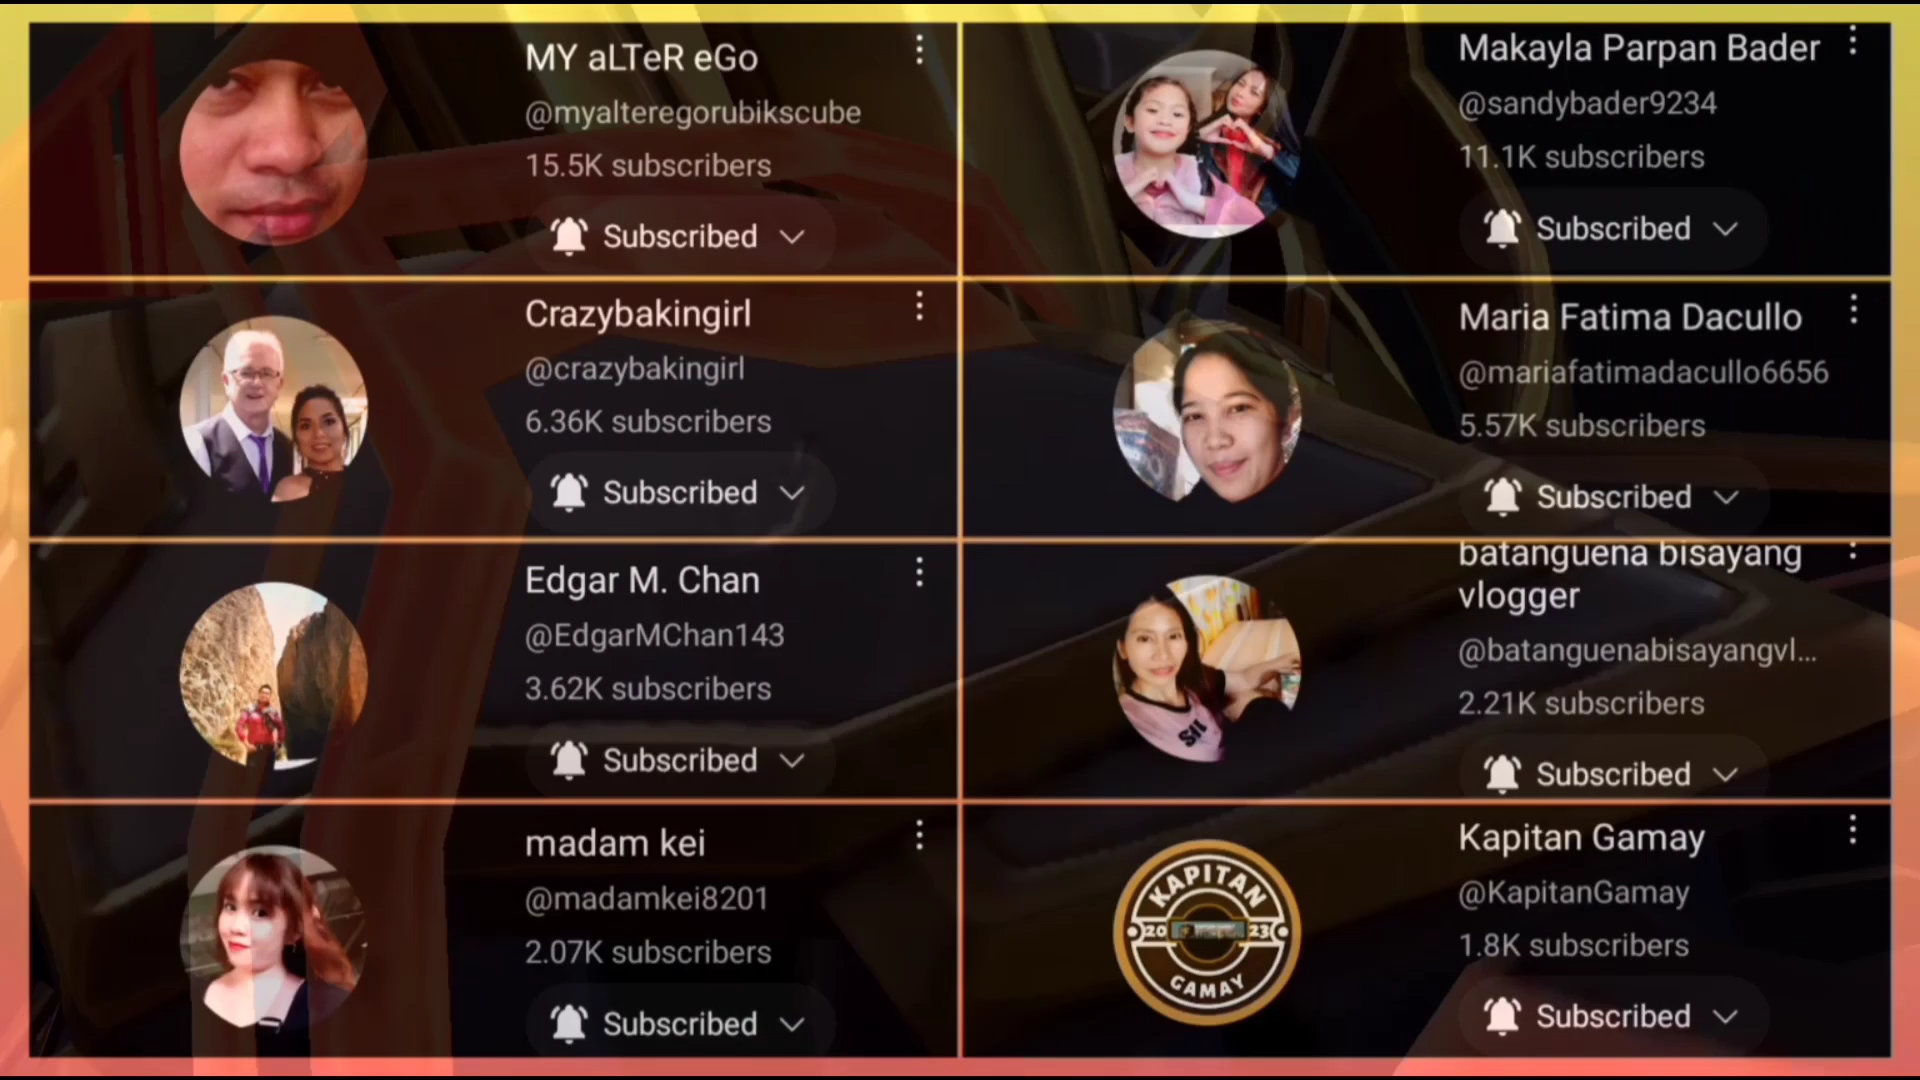 MY aLTeR eGo
@myalteregorubikscube
15.5K subscribers
Subscribed
Makayla Parpan Bader
@sandybader9234
11.1K subscribers
Subscribed
Crazybakingirl
@crazybakingirl
6.36K subscribers
Subscribed
Maria Fatima Dacullo
@mariafatimadacullo6656
5.57K subscribers
Subscribed
Edgar M. Chan
@EdgarMChan143
3.62K subscribers
Subscribed
batanguena bisayang
vlogger
@batanguenabisayangvl...
2.21K subscribers
Subscribed
madam kei
@madamkei8201
2.07K subscribers
Subscribed
KAPITAN
20 23
GAMAY
Kapitan Gamay
@KapitanGamay
1.8K subscribers
Subscribed